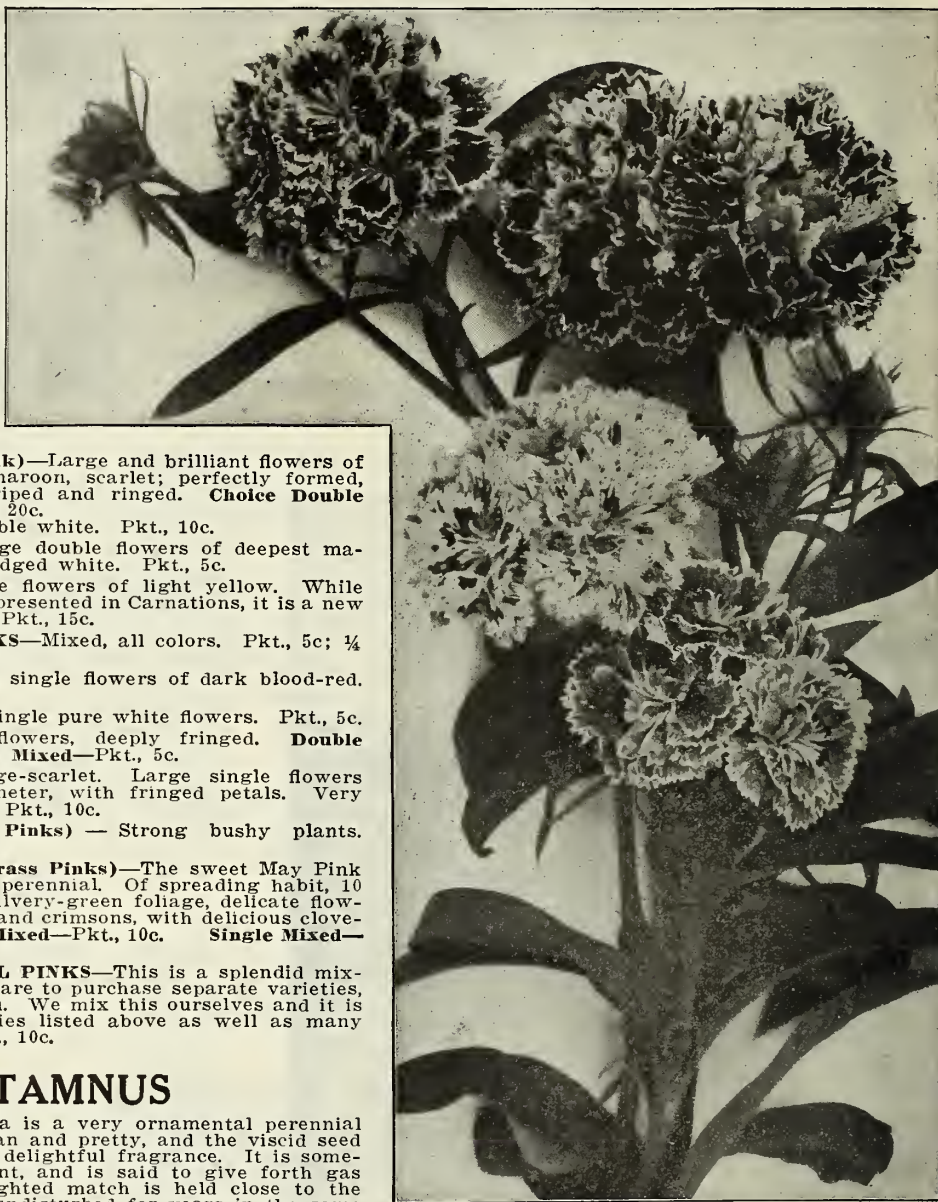 k)—Large and brilliant flowers of
naroon, scarlet; perfectly formed,
riped and ringed. Choice Double
20c.
ble white. Pkt., 10c.
ge double flowers of deepest ma-
dged white. Pkt., 5c.
e flowers of light yellow. While
presented in Carnations, it is a new
Pkt., 15c.
KS—Mixed, all colors. Pkt., 5c; ¼
single flowers of dark blood-red.
ingle pure white flowers. Pkt., 5c.
flowers, deeply fringed. Double
Mixed—Pkt., 5c.
ge-scarlet. Large single flowers
neter, with fringed petals. Very
Pkt., 10c.
Pinks) — Strong bushy plants.
rass Pinks)—The sweet May Pink
perennial. Of spreading habit, 10
lvery-green foliage, delicate flow-
and crimsons, with delicious clove-
Mixed—Pkt., 10c. Single Mixed—
L PINKS—This is a splendid mix-
are to purchase separate varieties,
. We mix this ourselves and it is
ies listed above as well as many
., 10c.
TAMNUS
a is a very ornamental perennial
an and pretty, and the viscid seed
delightful fragrance. It is some-
nt, and is said to give forth gas
ghted match is held close to the